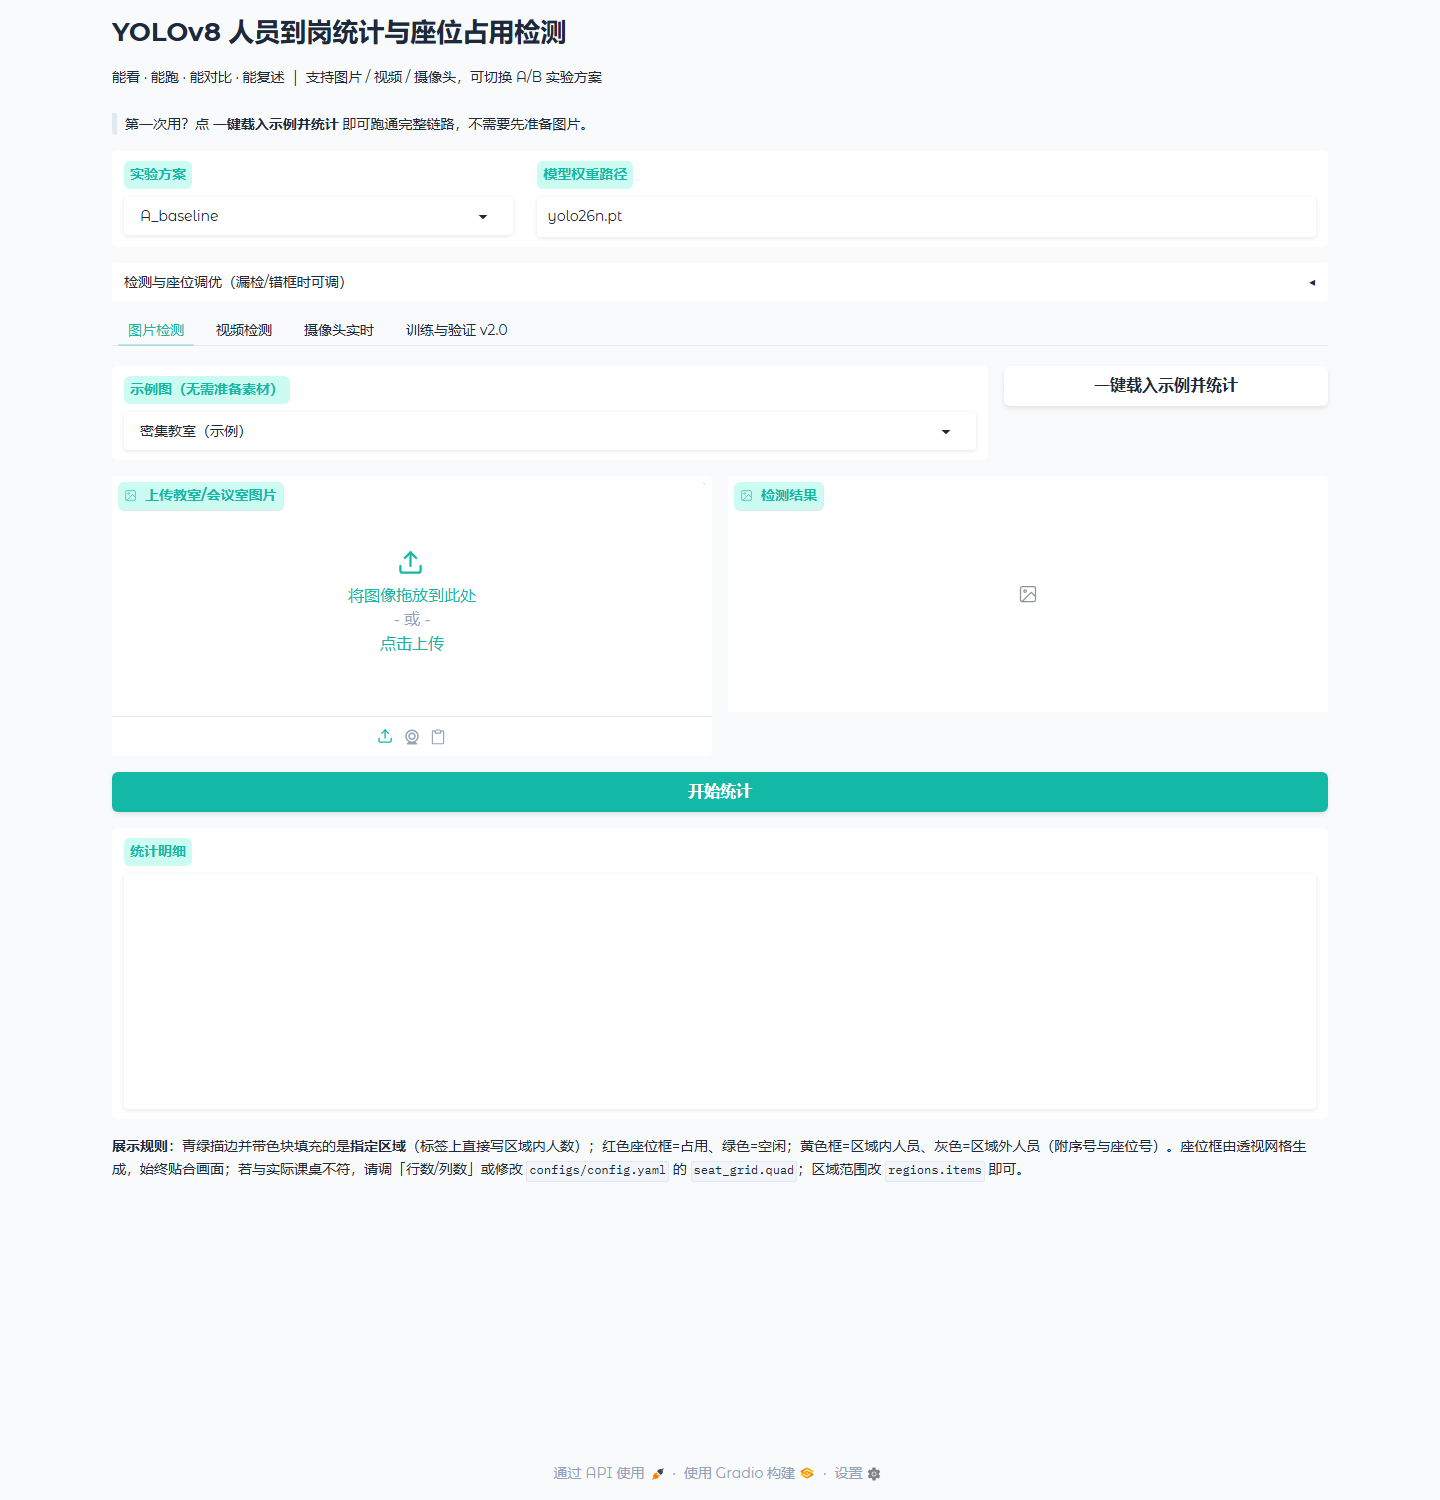 YOLOv8 人员到岗统计与座位占用检测
能看 · 能跑 · 能对比 · 能复述 ｜ 支持图片 / 视频 / 摄像头，可切换 A/B 实验方案
第一次用？点 一键载入示例并统计 即可跑通完整链路，不需要先准备图片。
实验方案
模型权重路径
A_baseline
yolo26n.pt
检测与座位调优（漏检/错框时可调）
图片检测 视频检测 摄像头实时 训练与验证 v2.0
示例图（无需准备素材）
一键载入示例并统计
密集教室（示例）
上传教室/会议室图片
检测结果
将图像拖放到此处
- 或 -
点击上传
开始统计
统计明细
展示规则：青绿描边并带色块填充的是指定区域（标签上直接写区域内人数）；红色座位框=占用、绿色=空闲；黄色框=区域内人员、灰色=区域外人员（附序号与座位号）。座位框由透视网格生
成，始终贴合画面；若与实际课桌不符，请调「行数/列数」或修改 configs/config.yaml 的 seat_grid.quad；区域范围改 regions.items 即可。
通过 API 使用 · 使用 Gradio 构建 · 设置